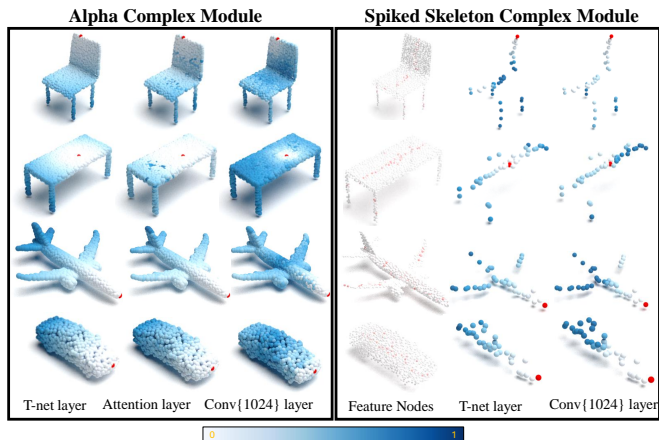 Alpha Complex Module
Spiked Skeleton Complex Module
T-net layer
Attention layer
Conv{1024} layer
Feature Nodes
T-net layer
Conv{1024} layer
0
1